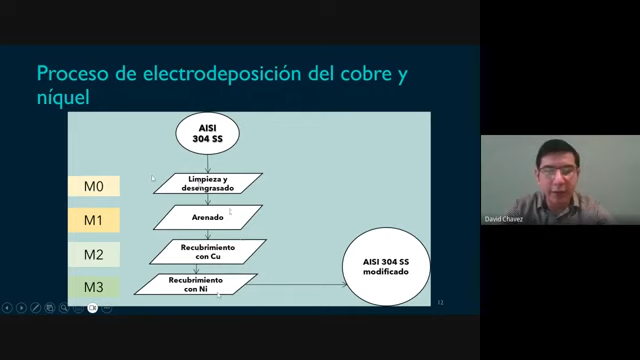 Proceso de electrodeposición del cobre y
níquel
AISI
304 SS
M0
Limpieza y
desengrasado
M1
Arenado
M2
Recubrimiento
con Cu
M3
Recubrimiento
con Ni
AISI 304 SS
modificado
12
David Chavez